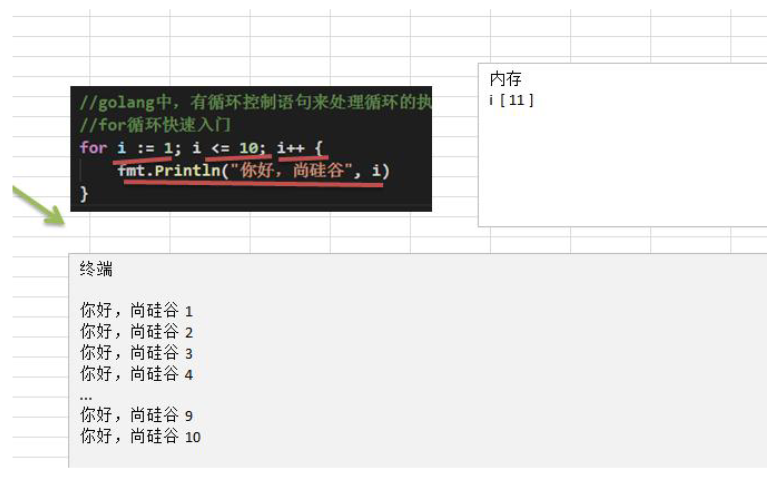 //golang中，有循环控制语句来处理循环的执
//for循环快速入门
for i := 1; i <= 10; i++ {
fmt.Println("你好，尚硅谷", i)
}
内存
i [ 11 ]
终端
你好，尚硅谷 1
你好，尚硅谷 2
你好，尚硅谷 3
你好，尚硅谷 4
...
你好，尚硅谷 9
你好，尚硅谷 10